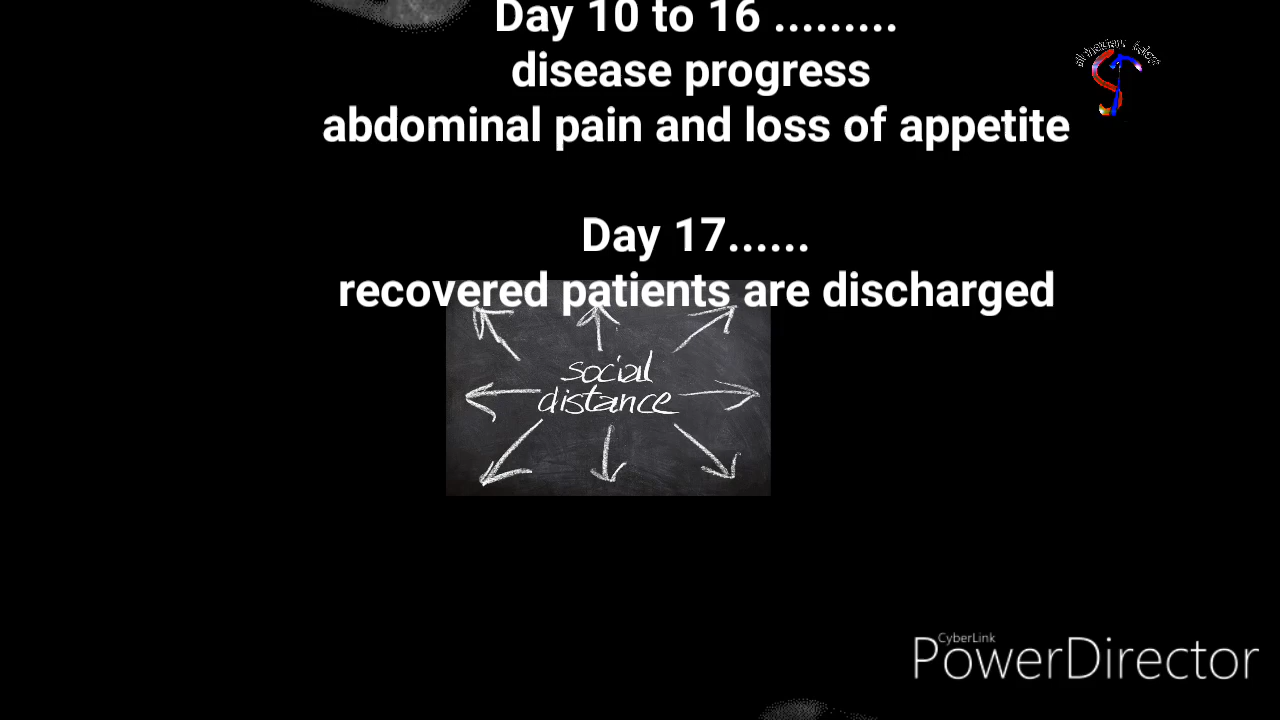 Day 10 to 16 .........
disease progress
abdominal pain and loss of appetite
Day 17......
recovered patients are discharged
social
distance
CyberLink
PowerDirector